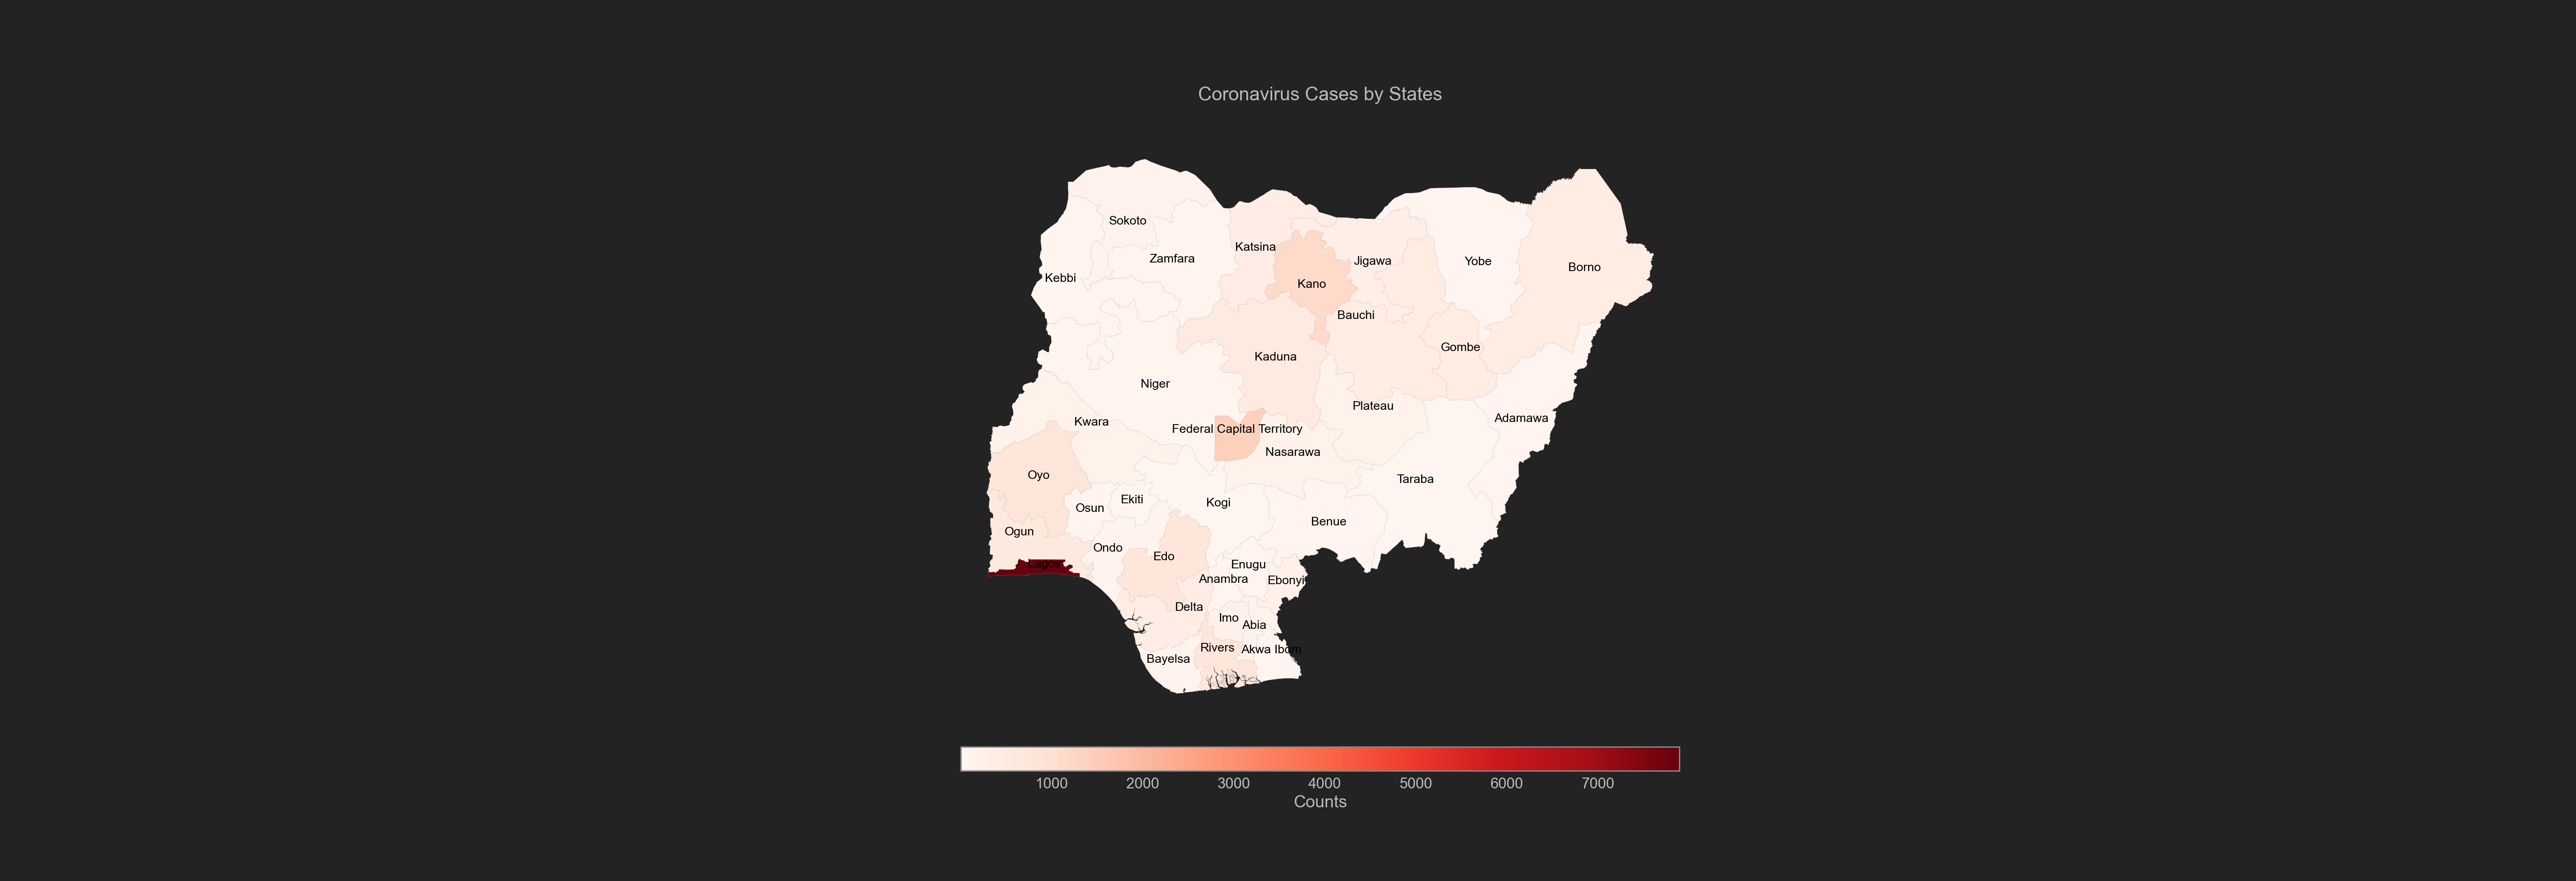 Coronavirus Cases by States
Sokoto
Katsina
Zamfara
Jigawa
Yobe
Borno
Kebbi
Kano
Bauchi
Gombe
Kaduna
Niger
Plateau
Adamawa
Kwara
Federal Capital Territory
Nasarawa
Oyo
Taraba
Ekiti
Kogi
Osun
Benue
Ogun
Ondo
Edo
Lagos
Enugu
Anambra
Ebonyi
Delta
Imo
Abia
Rivers
Akwa Ibom
Bayelsa
1000 2000 3000 4000 5000 6000 7000
Counts